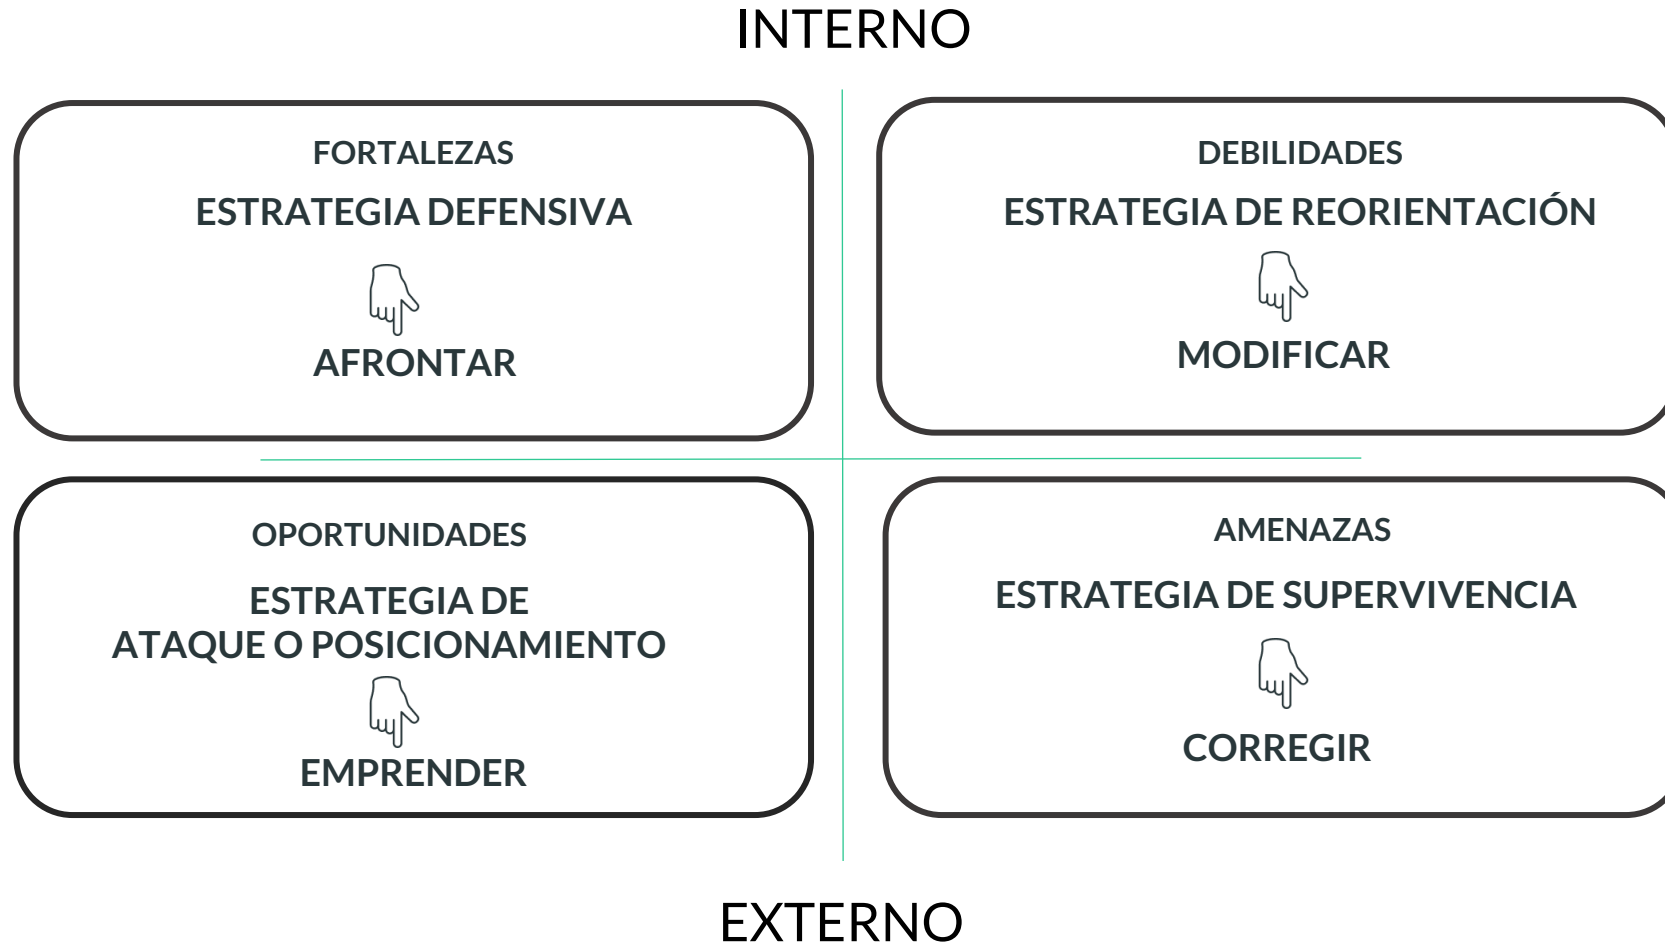 INTERNO
FORTALEZAS
ESTRATEGIA DEFENSIVA
AFRONTAR
DEBILIDADES
ESTRATEGIA DE REORIENTACIÓN
MODIFICAR
OPORTUNIDADES
ESTRATEGIA DE
ATAQUE O POSICIONAMIENTO
EMPRENDER
AMENAZAS
ESTRATEGIA DE SUPERVIVENCIA
CORREGIR
EXTERNO